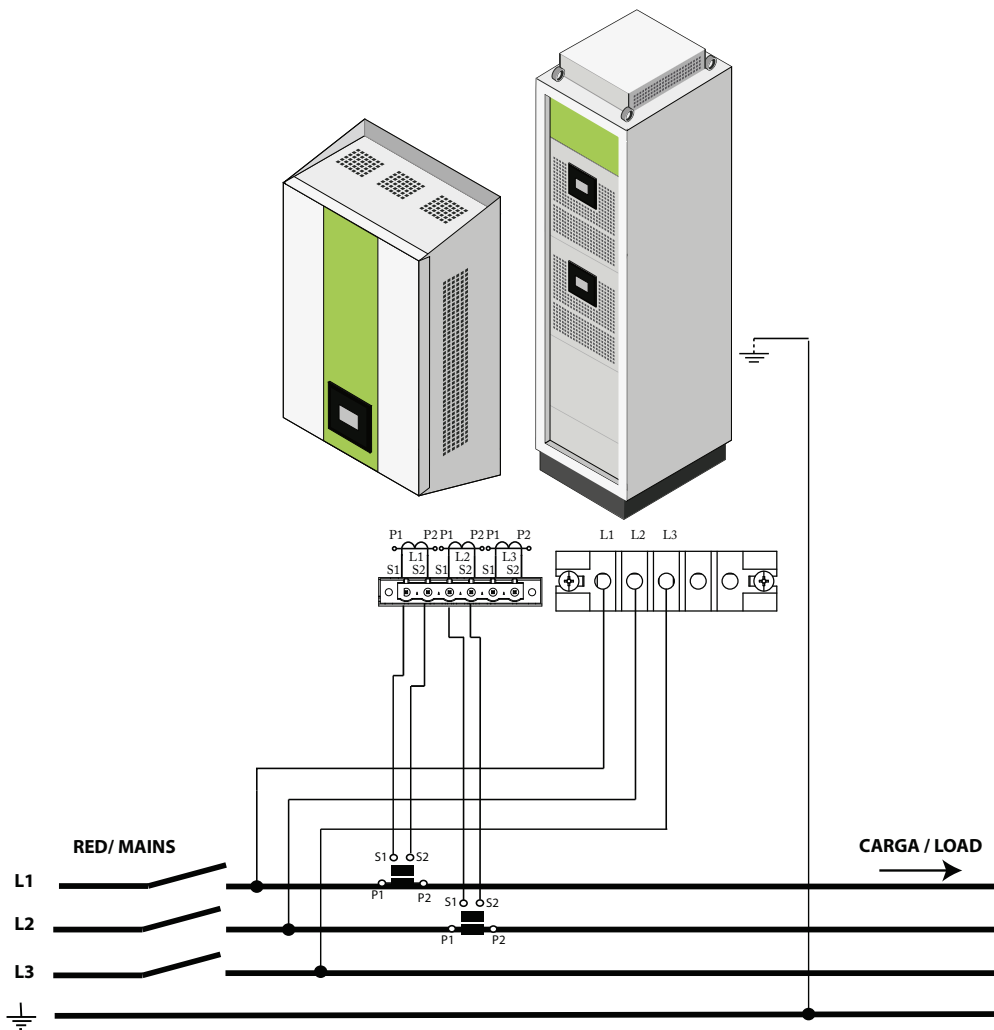 P1 P2 P1 P2 P1 P2
L1 L2 L3
S1 S2 S1 S2 S1 S2
L1 L2 L3
RED/ MAINS
CARGA / LOAD
S1 S2
L1
P1 P2
S1 S2
L2
P1 P2
L3